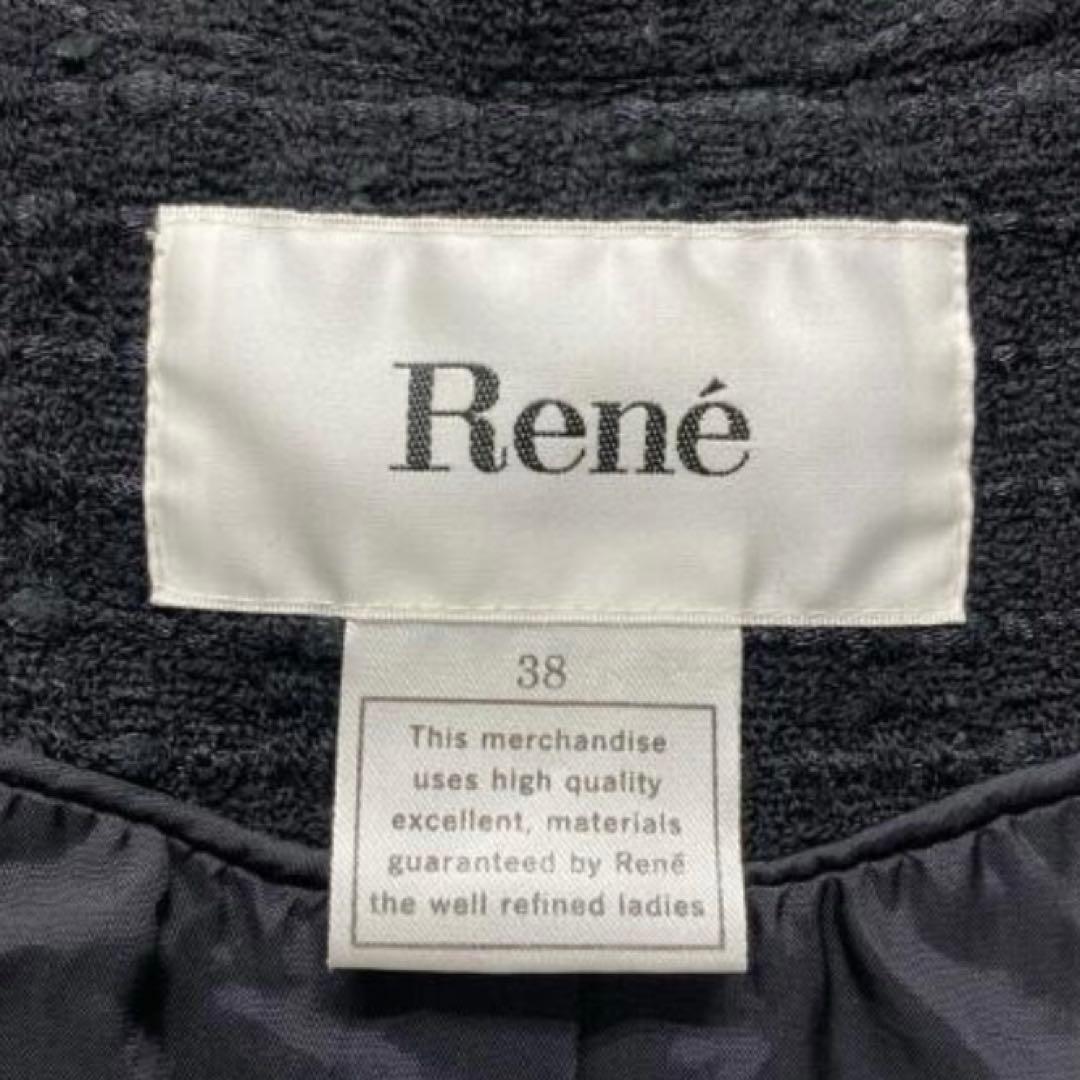 René
38
This merchandise
uses high quality
excellent, materials
guaranteed by René
the well refined ladies